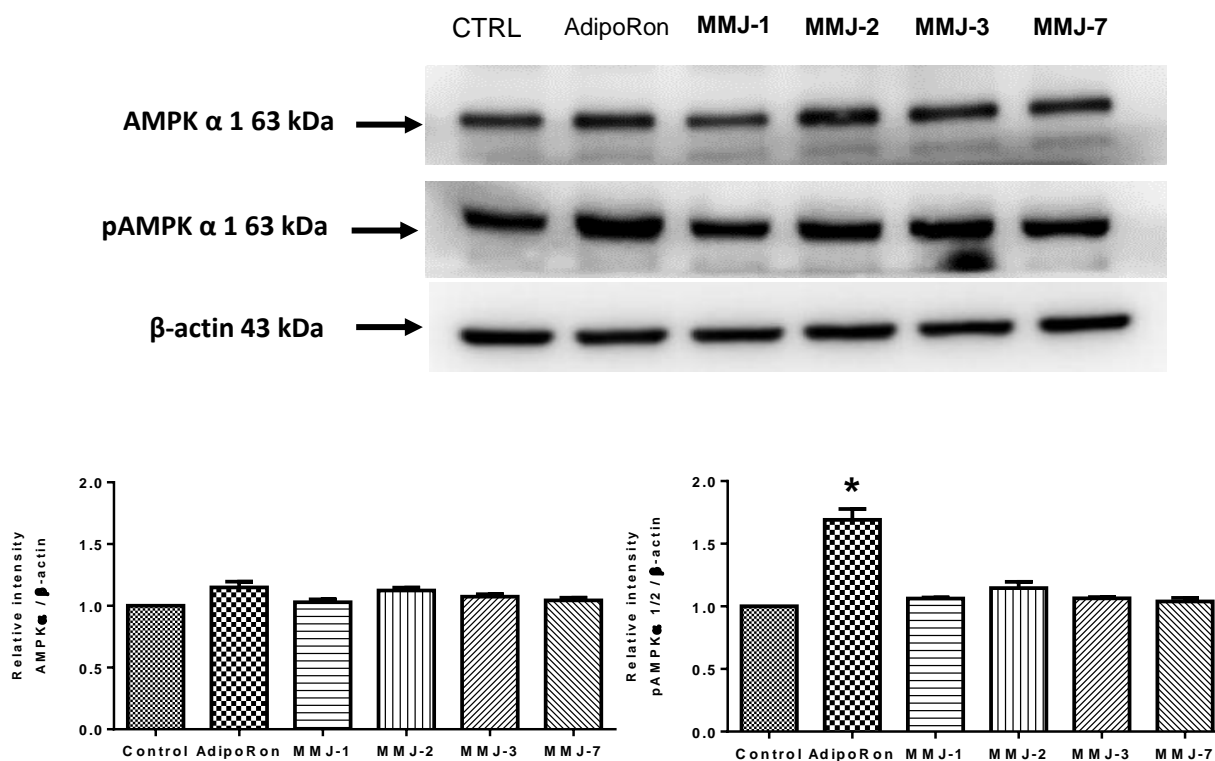 CTRL AdipoRon MMJ-1 MMJ-2 MMJ-3 MMJ-7
AMPK α 1 63 kDa
pAMPK α 1 63 kDa
β-actin 43 kDa
Relative intensity
AMPKα / β-actin
2.0
1.5
1.0
0.5
0.0
Control AdipoRon MMJ-1 MMJ-2 MMJ-3 MMJ-7
Relative intensity
pAMPKα 1/2 / β-actin
2.0
1.5
1.0
0.5
0.0
*
Control AdipoRon MMJ-1 MMJ-2 MMJ-3 MMJ-7